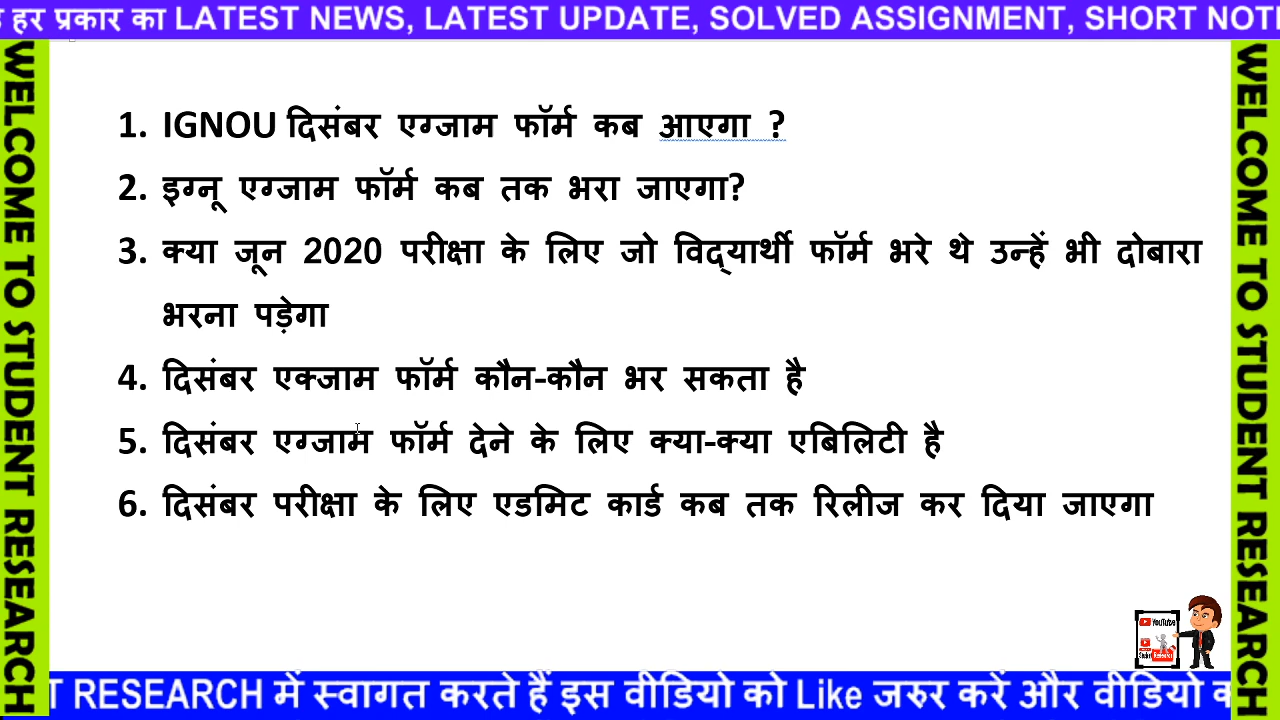 हर प्रकार का LATEST NEWS, LATEST UPDATE, SOLVED ASSIGNMENT, SHORT NOT
WELCOME TO STUDENT RESEARCH
1. IGNOU दिसंबर एग्जाम फॉर्म कब आएगा ?
2. इग्नू एग्जाम फॉर्म कब तक भरा जाएगा?
3. क्या जून 2020 परीक्षा के लिए जो विद्यार्थी फॉर्म भरे थे उन्हें भी दोबारा
भरना पड़ेगा
4. दिसंबर एक्जाम फॉर्म कौन-कौन भर सकता है
5. दिसंबर एग्जाम फॉर्म देने के लिए क्या-क्या एबिलिटी है
6. दिसंबर परीक्षा के लिए एडमिट कार्ड कब तक रिलीज कर दिया जाएगा
WELCOME TO STUDENT RESEARCH
YouTube
T RESEARCH में स्वागत करते हैं इस वीडियो को Like जरुर करें और वीडियो